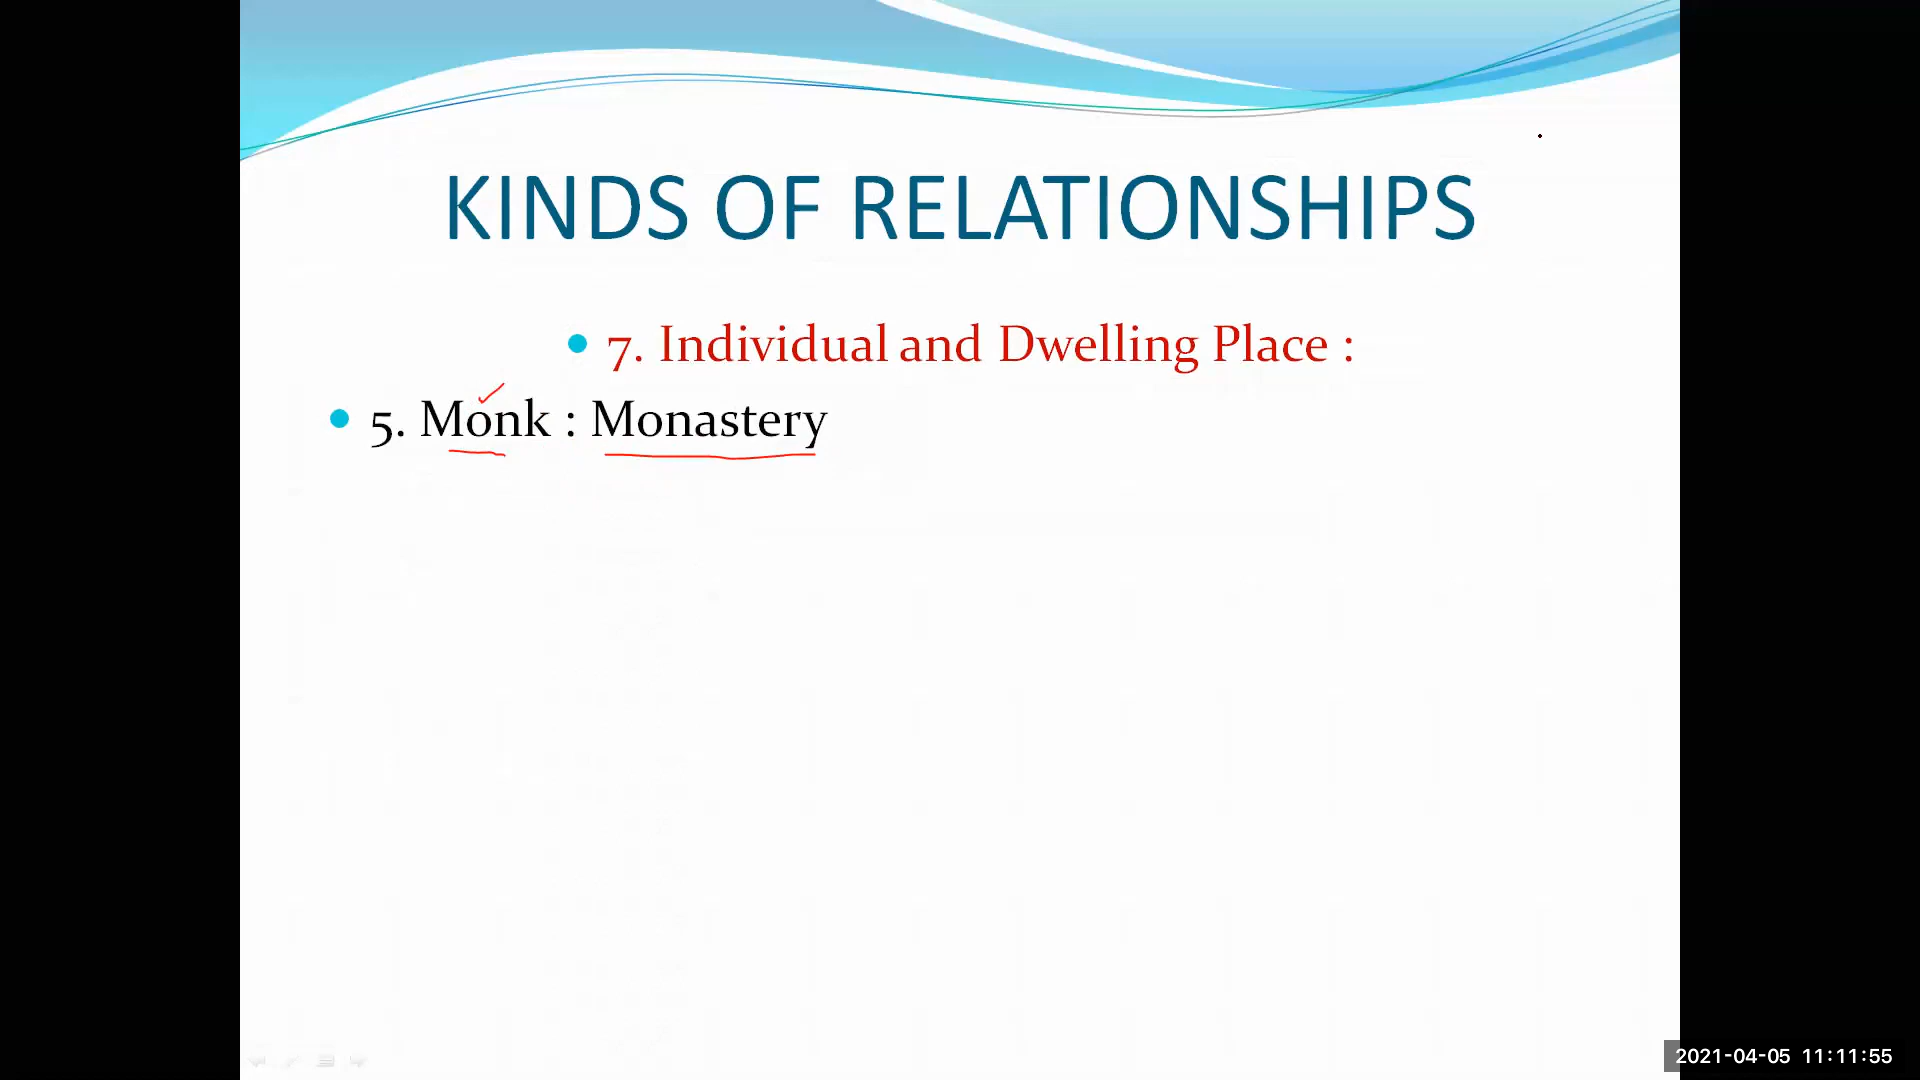 KINDS OF RELATIONSHIPS
7. Individual and Dwelling Place :
5. Monk : Monastery
2021-04-05 11:11:55